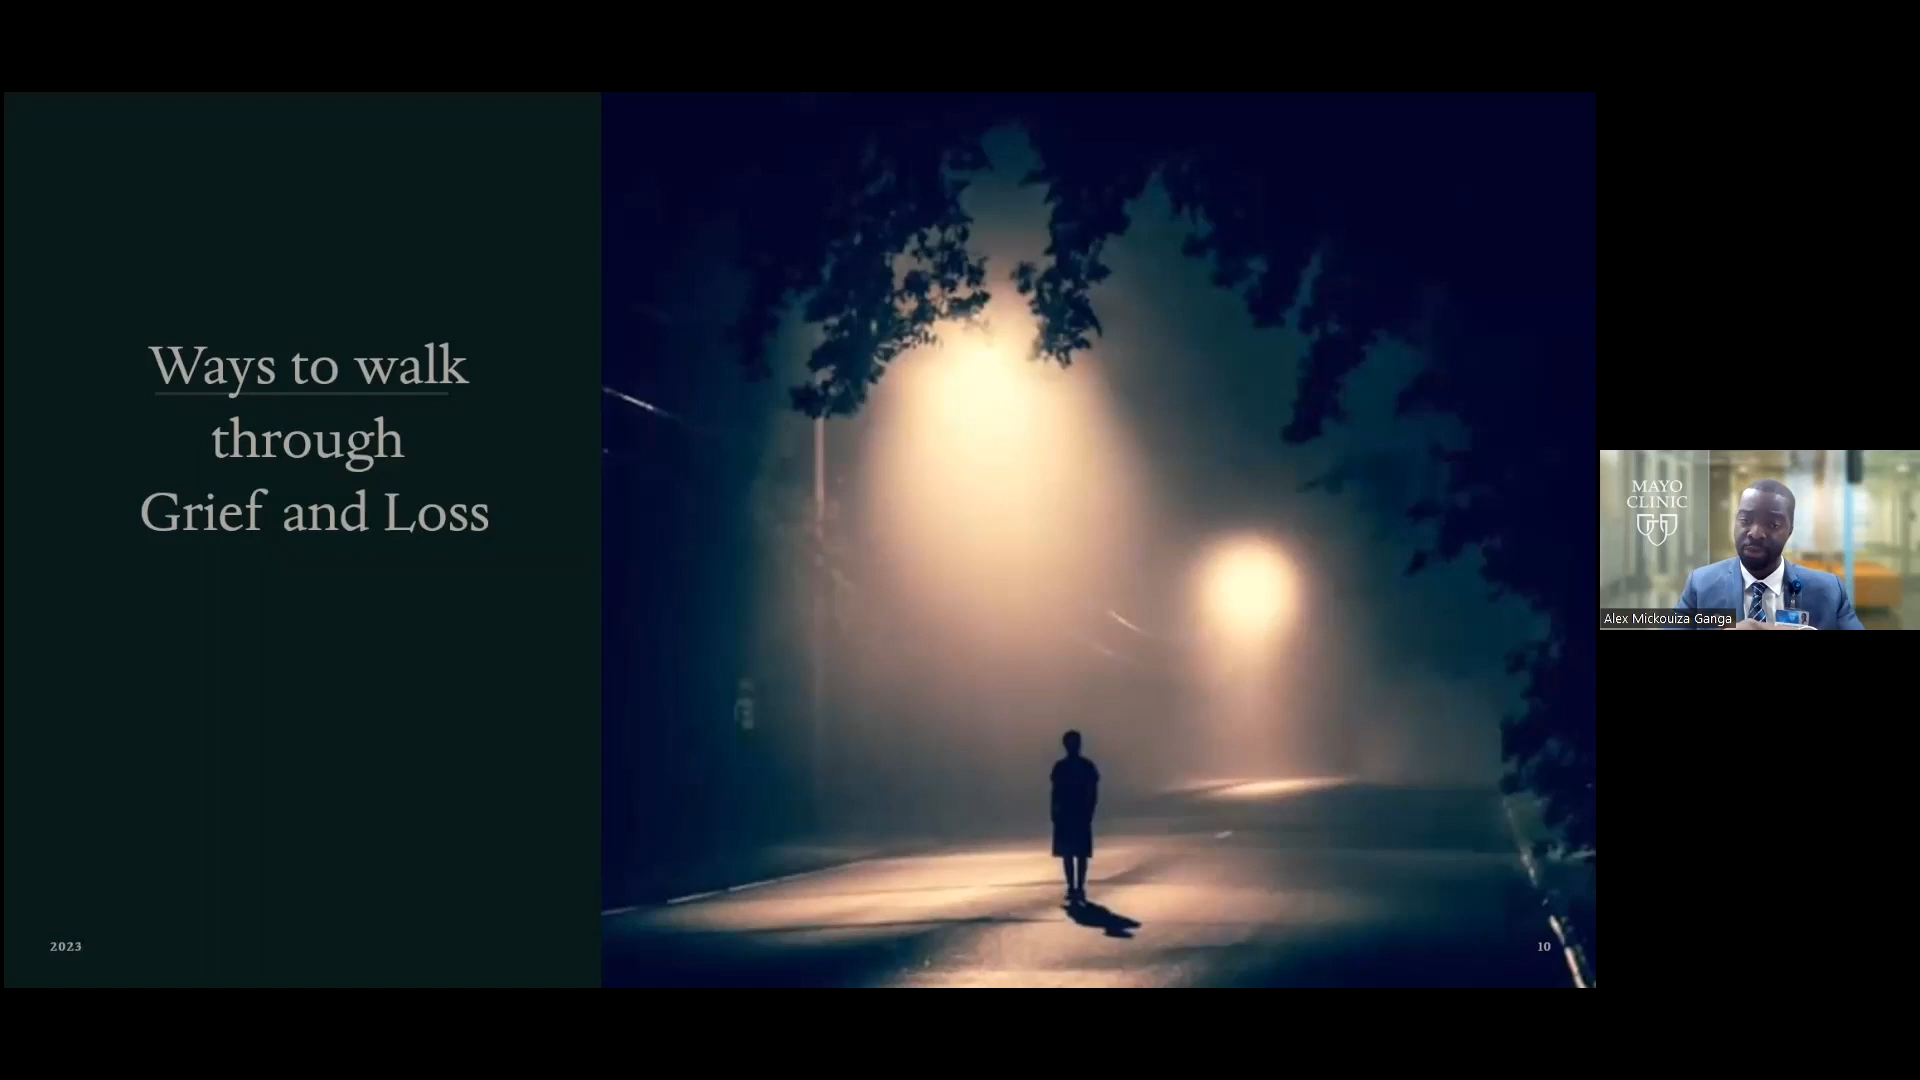 Ways to walk
through
Grief and Loss
2023
10
MAYO
CLINIC
Alex Mickouiza Ganga